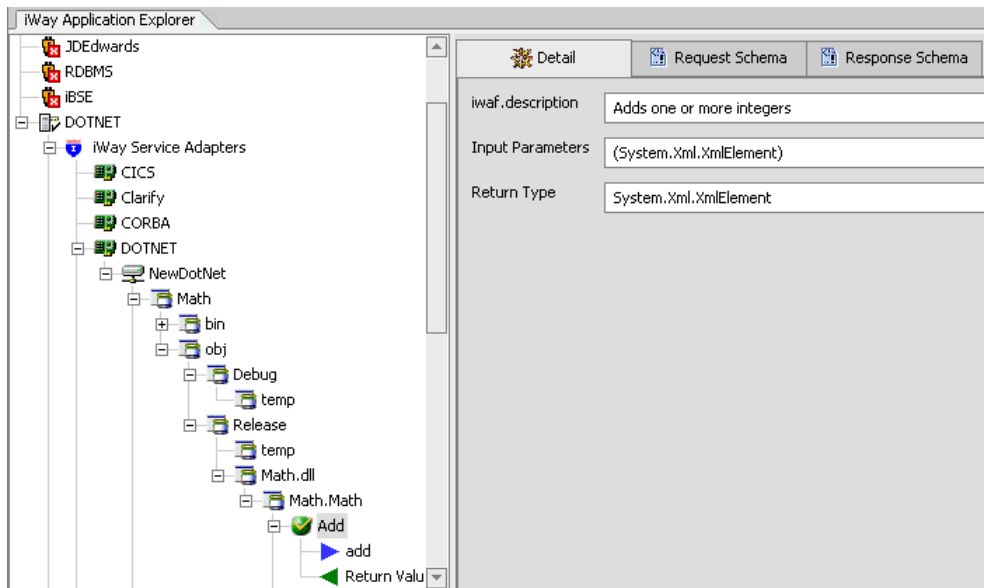 iWay Application Explorer
JDEdwards
RDBMS
iBSE
DOTNET
iWay Service Adapters
CICS
Clarify
CORBA
DOTNET
NewDotNet
Math
bin
obj
Debug
temp
Release
temp
Math.dll
Math.Math
Add
add
Return Valu
Detail
Request Schema
Response Schema
iwaf.description
Adds one or more integers
Input Parameters
(System.Xml.XmlElement)
Return Type
System.Xml.XmlElement